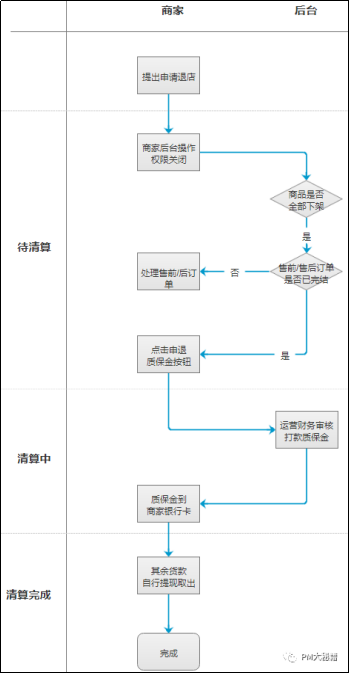 商家
后台
提出申请退店
待清算
商家后台操作
权限关闭
商品是否
全部下架
是
售前/售后订单
是否已完结
否
处理售前/后订
单
是
点击申退
质保金按钮
清算中
运营财务审核
打款质保金
质保金到
商家银行卡
清算完成
其余货款
自行提现取出
完成